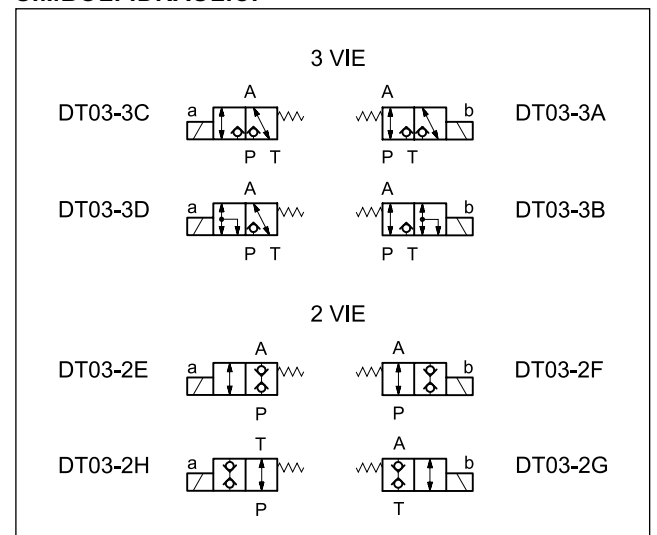 3 VIE
A A
DT03-3C a b DT03-3A
P T P T
A A
DT03-3D a b DT03-3B
P T P T
2 VIE
A A
DT03-2E a b DT03-2F
P P
T A
DT03-2H a b DT03-2G
P T